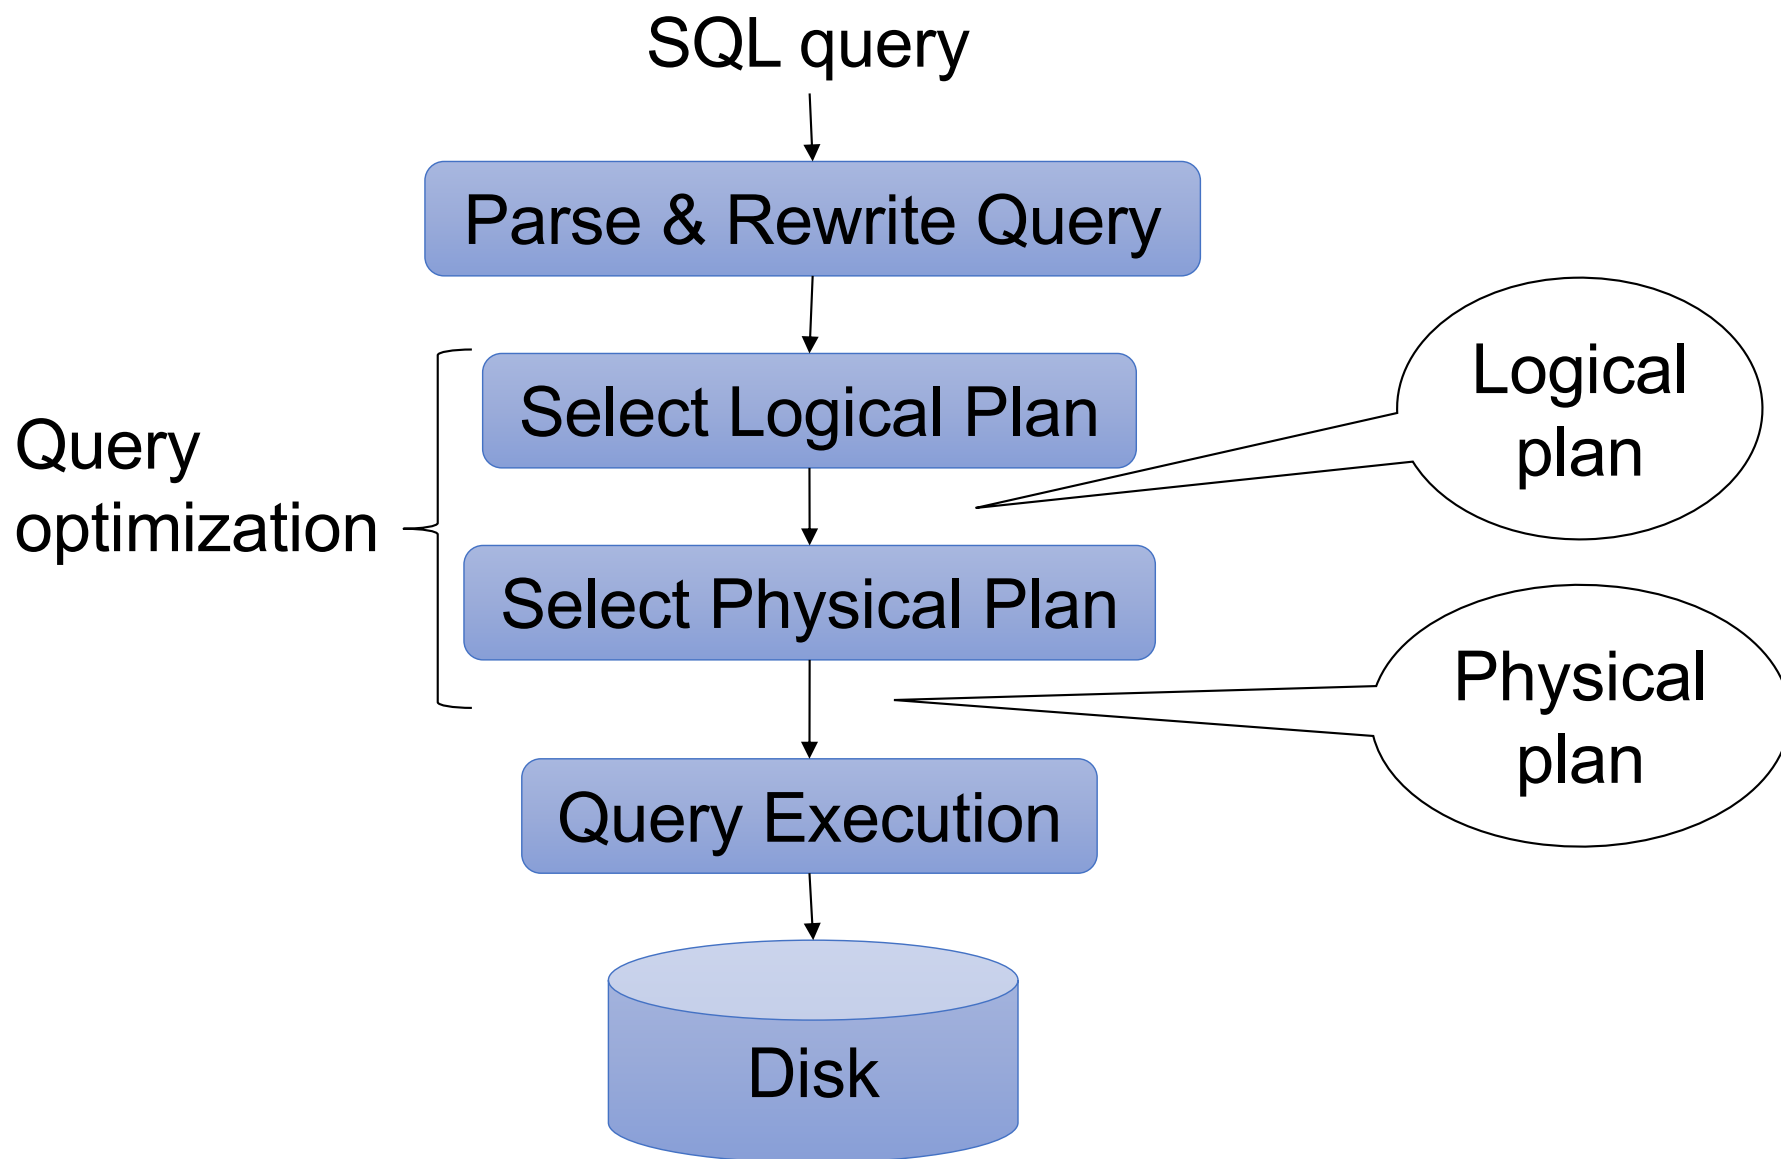 SQL query
Parse & Rewrite Query
Select Logical Plan
Logical
plan
Query
optimization
Select Physical Plan
Physical
plan
Query Execution
Disk